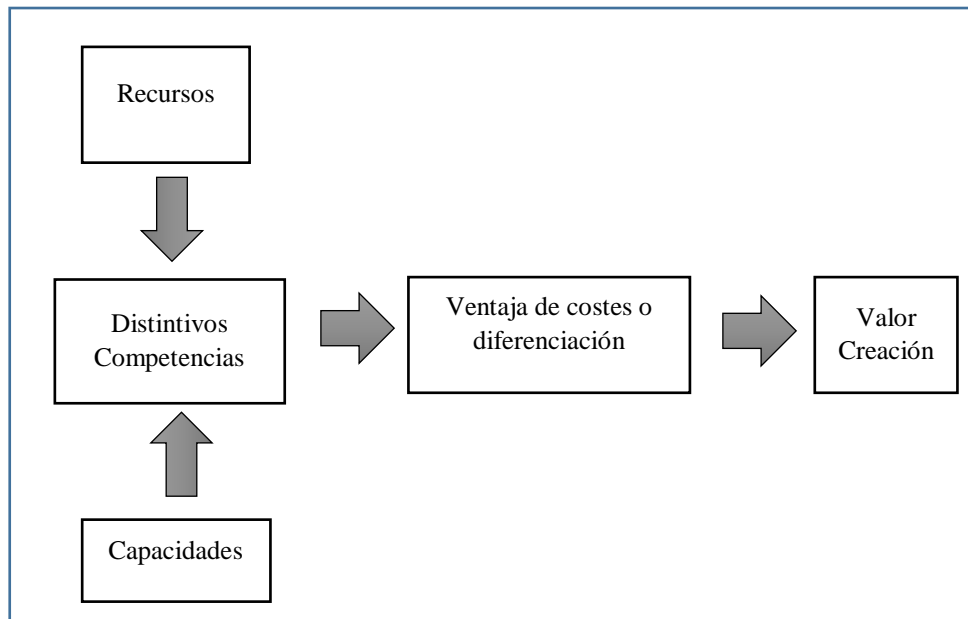 Recursos
Distintivos
Competencias
Ventaja de costes o
diferenciación
Valor
Creación
Capacidades